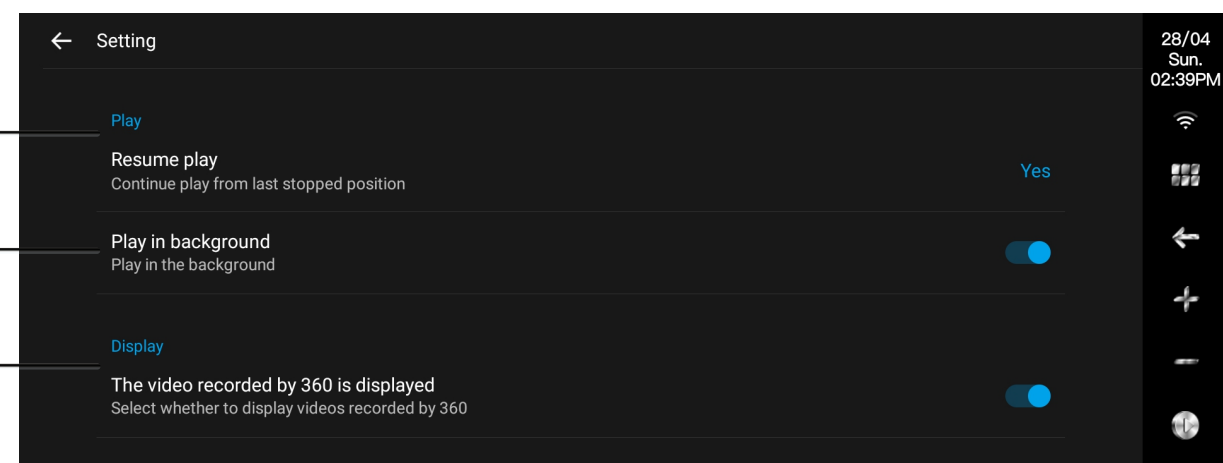 Setting
Play
Resume play
Continue play from last stopped position
Yes
Play in background
Play in the background
Display
The video recorded by 360 is displayed
Select whether to display videos recorded by 360
28/04
Sun.
02:39PM